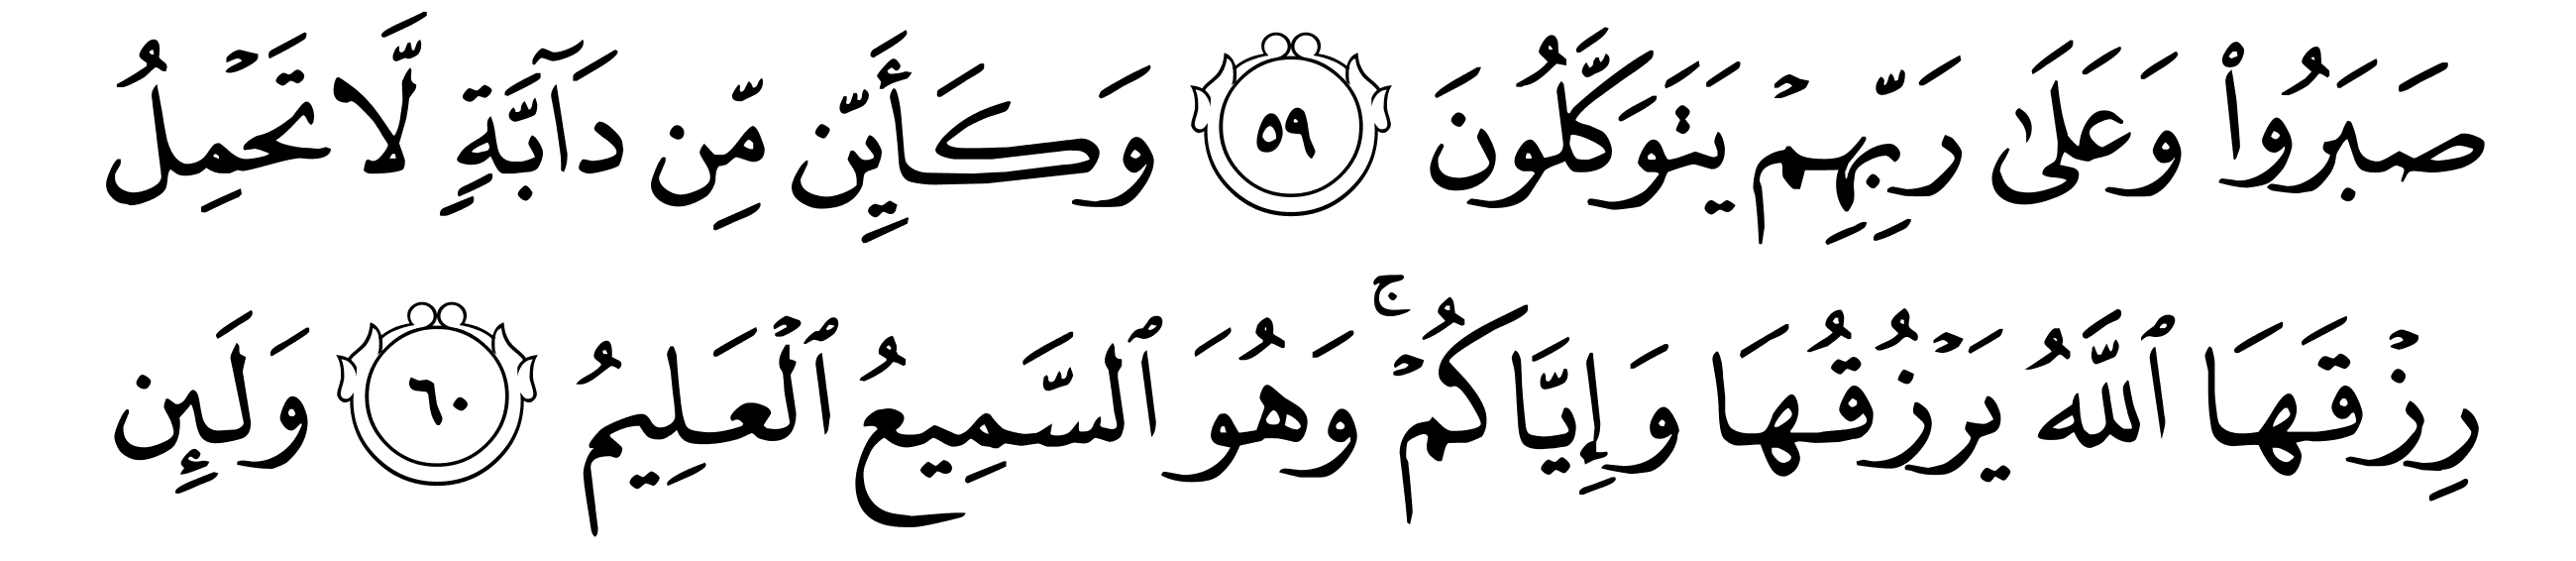 صَبَرُوا۟ وَعَلَىٰ رَبِّهِمۡ يَتَوَكَّلُونَ ٥٩ وَكَأَيِّن مِّن دَآبَّةٍ لَّا تَحۡمِلُ
رِزۡقَهَا ٱللَّهُ يَرۡزُقُهَا وَإِيَّاكُمۡۚ وَهُوَ ٱلسَّمِيعُ ٱلۡعَلِيمُ ٦٠ وَلَئِن